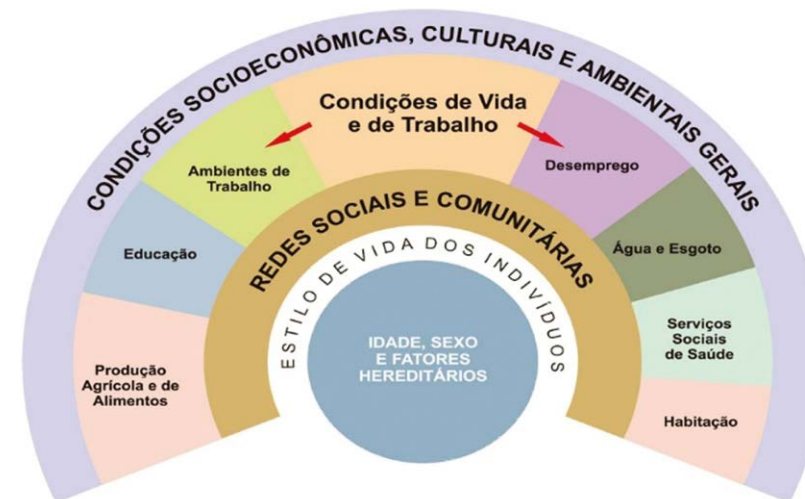 CONDIÇÕES SOCIOECONÔMICAS, CULTURAIS E AMBIENTAIS GERAIS
Condições de Vida
e de Trabalho
Ambientes de
Trabalho
Desemprego
Educação
Água e Esgoto
Produção
Agrícola e de
Alimentos
Serviços
Sociais
de Saúde
Habitação
REDES SOCIAIS E COMUNITÁRIAS
ESTILO DE VIDA DOS INDIVÍDUOS
IDADE, SEXO
E FATORES
HEREDITÁRIOS